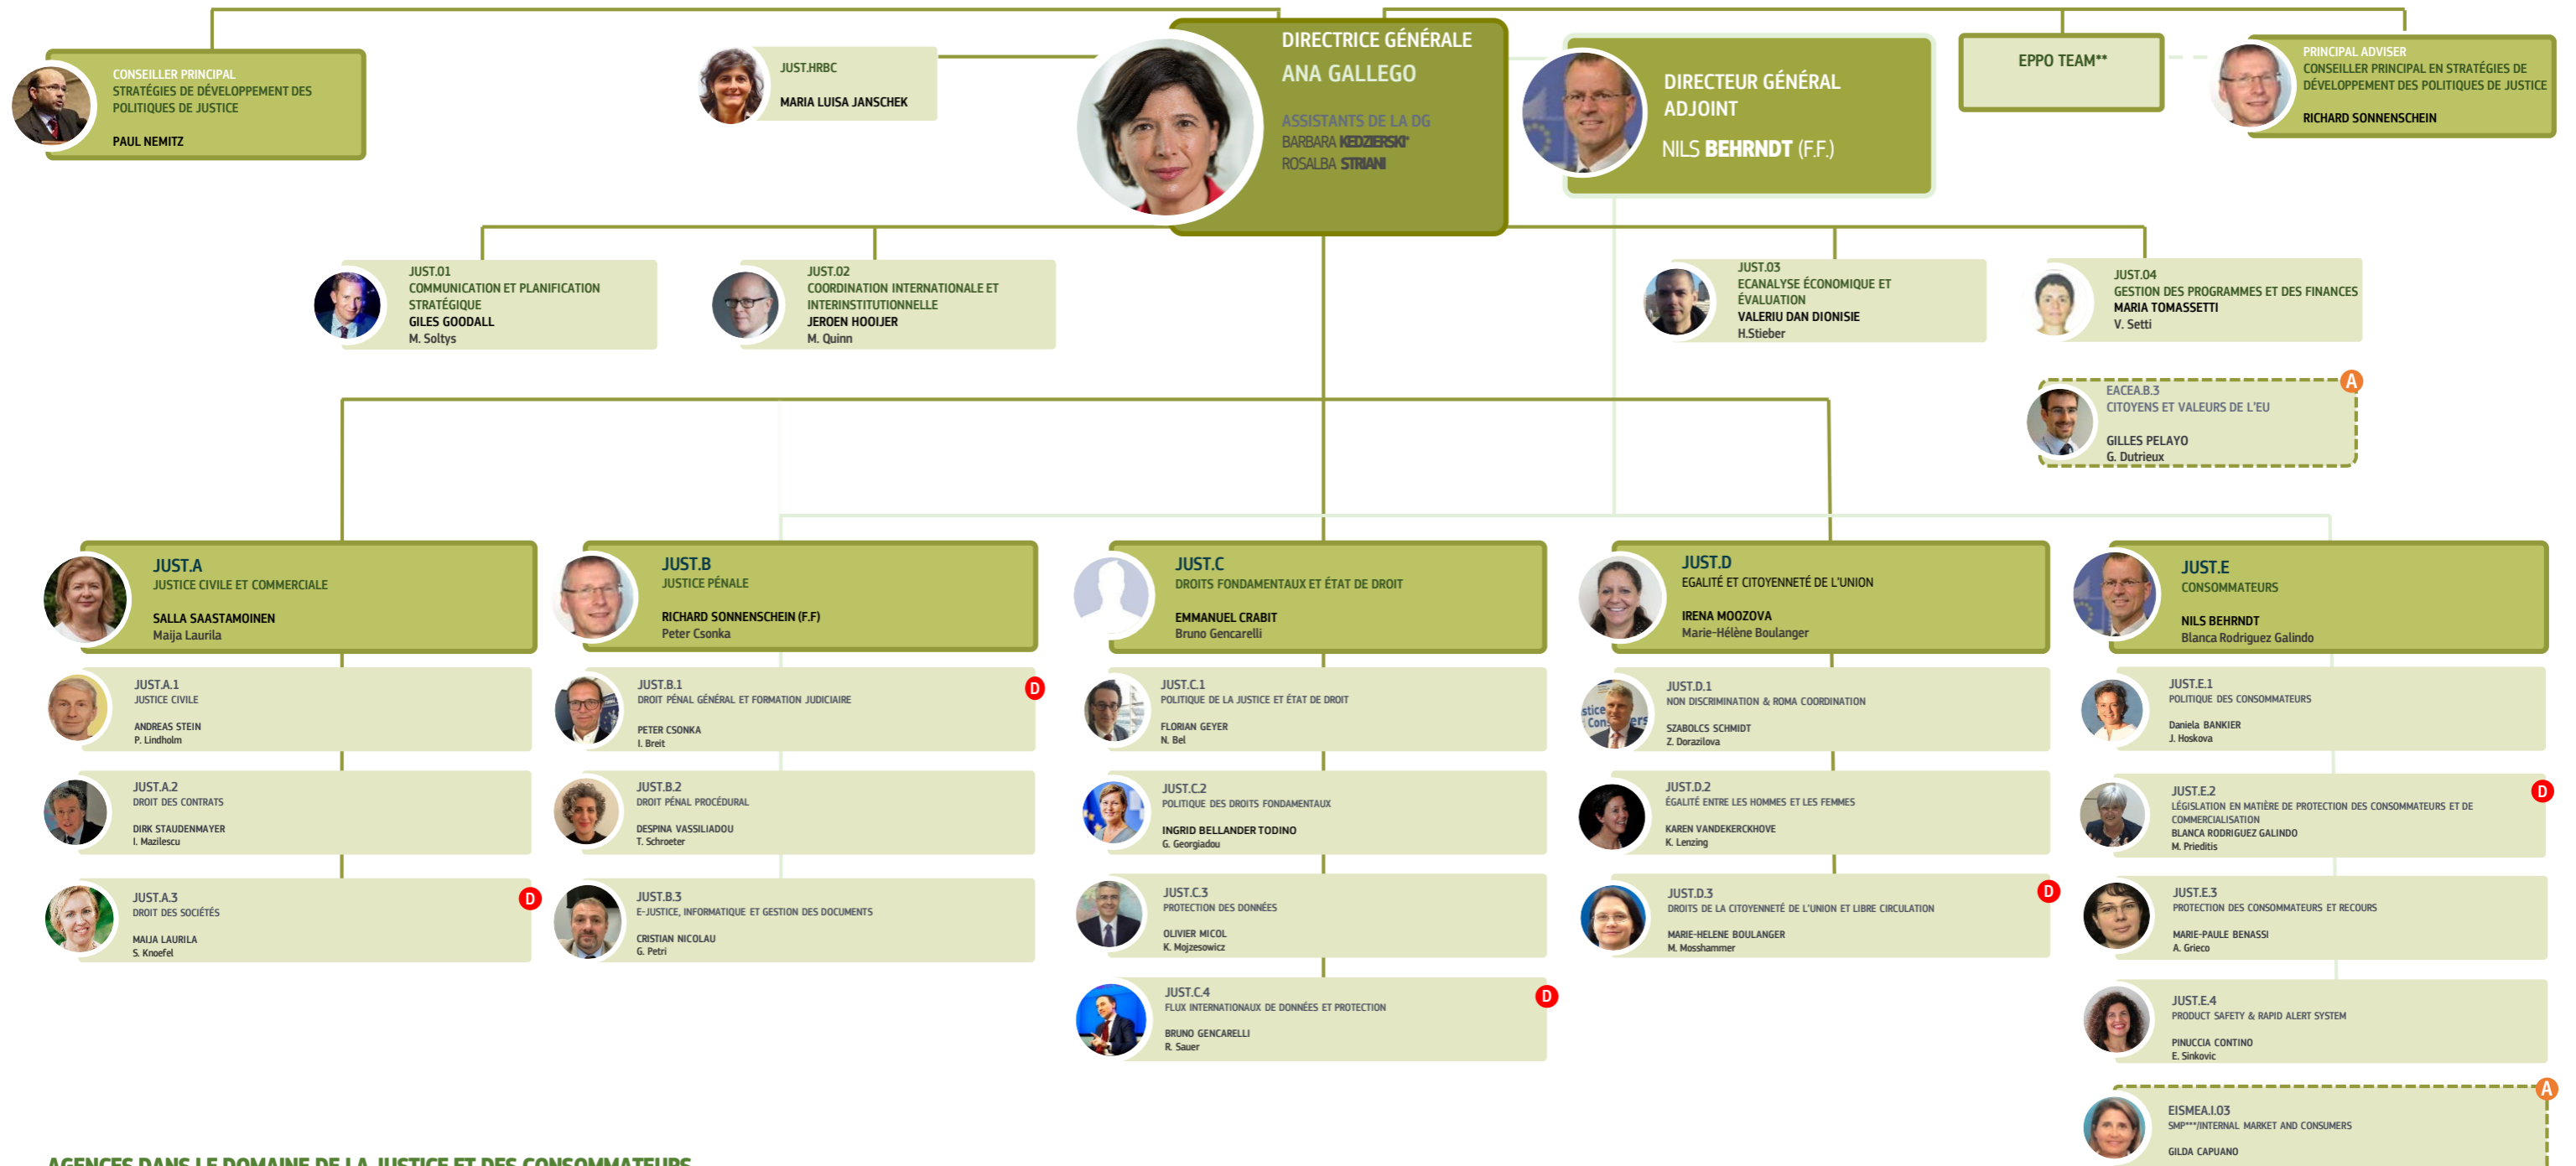 CONSEILLER PRINCIPAL
STRATÉGIES DE DÉVELOPPEMENT DES
POLITIQUES DE JUSTICE
PAUL NEMITZ
JUST.HRBC
MARIA LUISA JANSCHEK
DIRECTRICE GÉNÉRALE
ANA GALLEGO
ASSISTANTS DE LA DG
BARBARA KEDZIERSKI*
ROSALBA STRIANI
DIRECTEUR GÉNÉRAL
ADJOINT
NILS BEHRNDT (F.F.)
EPPO TEAM**
PRINCIPAL ADVISER
CONSEILLER PRINCIPAL EN STRATÉGIES DE
DÉVELOPPEMENT DES POLITIQUES DE JUSTICE
RICHARD SONNENSCHEIN
JUST.01
COMMUNICATION ET PLANIFICATION
STRATÉGIQUE
GILES GOODALL
M. Soltys
JUST.02
COORDINATION INTERNATIONALE ET
INTERINSTITUTIONNELLE
JEROEN HOOIJER
M. Quinn
JUST.03
ECANALYSE ÉCONOMIQUE ET
ÉVALUATION
VALERIU DAN DIONISIE
H.Stieber
JUST.04
GESTION DES PROGRAMMES ET DES FINANCES
MARIA TOMASSETTI
V. Setti
A
EACEA.B.3
CITOYENS ET VALEURS DE L'EU
GILLES PELAYO
G. Dutrieux
JUST.A
JUSTICE CIVILE ET COMMERCIALE
SALLA SAASTAMOINEN
Maija Laurila
JUST.A.1
JUSTICE CIVILE
ANDREAS STEIN
P. Lindholm
JUST.A.2
DROIT DES CONTRATS
DIRK STAUDENMAYER
I. Mazilescu
JUST.A.3
DROIT DES SOCIÉTÉS
MAIJA LAURILA
S. Knoefel
D
JUST.B
JUSTICE PÉNALE
RICHARD SONNENSCHEIN (F.F)
Peter Csonka
JUST.B.1
DROIT PÉNAL GÉNÉRAL ET FORMATION JUDICIAIRE
PETER CSONKA
I. Breit
D
JUST.B.2
DROIT PÉNAL PROCÉDURAL
DESPINA VASSILIADOU
T. Schroeter
JUST.B.3
E-JUSTICE, INFORMATIQUE ET GESTION DES DOCUMENTS
CRISTIAN NICOLAU
G. Petri
JUST.C
DROITS FONDAMENTAUX ET ÉTAT DE DROIT
EMMANUEL CRABIT
Bruno Gencarelli
JUST.C.1
POLITIQUE DE LA JUSTICE ET ÉTAT DE DROIT
FLORIAN GEYER
N. Bel
JUST.C.2
POLITIQUE DES DROITS FONDAMENTAUX
INGRID BELLANDER TODINO
G. Georgiadou
JUST.C.3
PROTECTION DES DONNÉES
OLIVIER MICOL
K. Mojzesowicz
JUST.C.4
FLUX INTERNATIONAUX DE DONNÉES ET PROTECTION
BRUNO GENCARELLI
R. Sauer
D
JUST.D
EGALITÉ ET CITOYENNETÉ DE L'UNION
IRENA MOOZOVA
Marie-Hélène Boulanger
JUST.D.1
NON DISCRIMINATION & ROMA COORDINATION
SZABOLCS SCHMIDT
Z. Dorazilova
JUST.D.2
ÉGALITÉ ENTRE LES HOMMES ET LES FEMMES
KAREN VANDEKERCKHOVE
K. Lenzing
JUST.D.3
DROITS DE LA CITOYENNETÉ DE L'UNION ET LIBRE CIRCULATION
MARIE-HELENE BOULANGER
M. Mosshammer
D
JUST.E
CONSOMMATEURS
NILS BEHRNDT
Blanca Rodriguez Galindo
JUST.E.1
POLITIQUE DES CONSOMMATEURS
Daniela BANKIER
J. Hoskova
JUST.E.2
LÉGISLATION EN MATIÈRE DE PROTECTION DES CONSOMMATEURS ET DE
COMMERCIALISATION
BLANCA RODRIGUEZ GALINDO
M. Prieditis
D
JUST.E.3
PROTECTION DES CONSOMMATEURS ET RECOURS
MARIE-PAULE BENASSI
A. Grieco
JUST.E.4
PRODUCT SAFETY & RAPID ALERT SYSTEM
PINUCCIA CONTINO
E. Sinkovic
A
EISMEA.I.03
SMP***/INTERNAL MARKET AND CONSUMERS
GILDA CAPUANO
AGENCES DANS LE DOMAINE DE LA JUSTICE ET DES CONSOMMATEURS